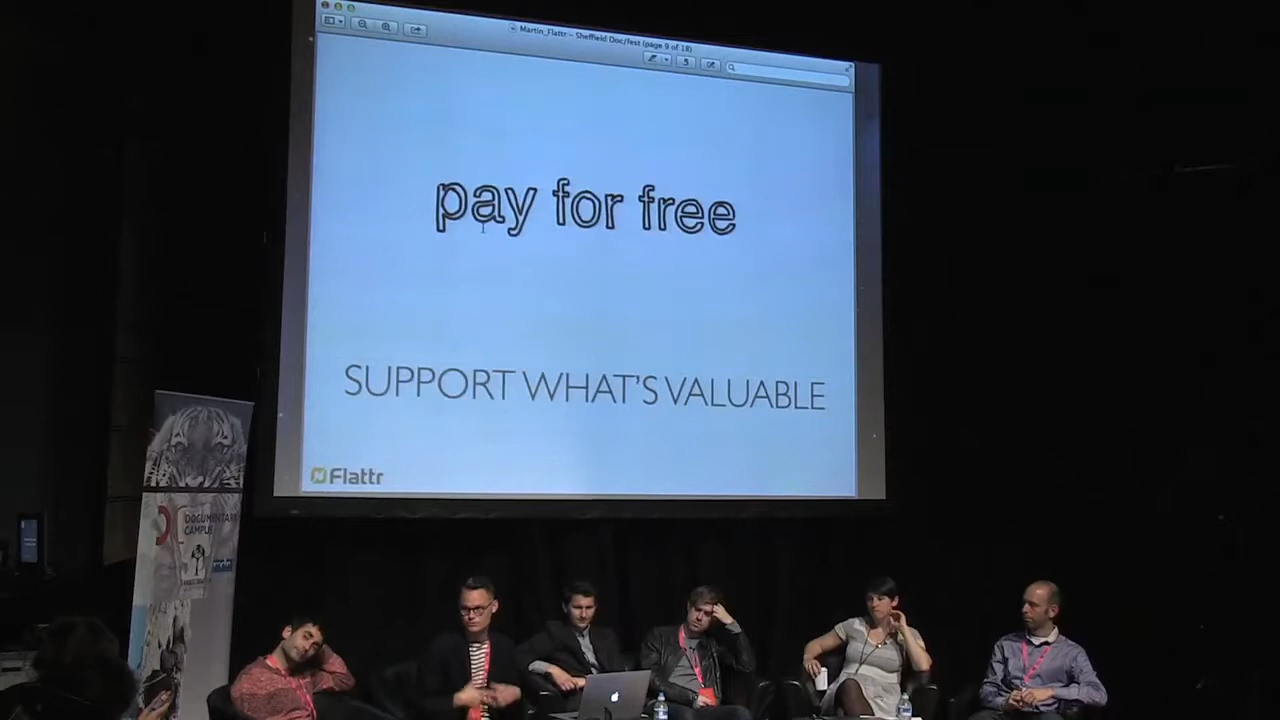 Martin_Flattr – Sheffield Doc/fest (page 9 of 18)
pay for free
SUPPORT WHAT'S VALUABLE
Flattr
DOCUMENTARY
CAMPUS